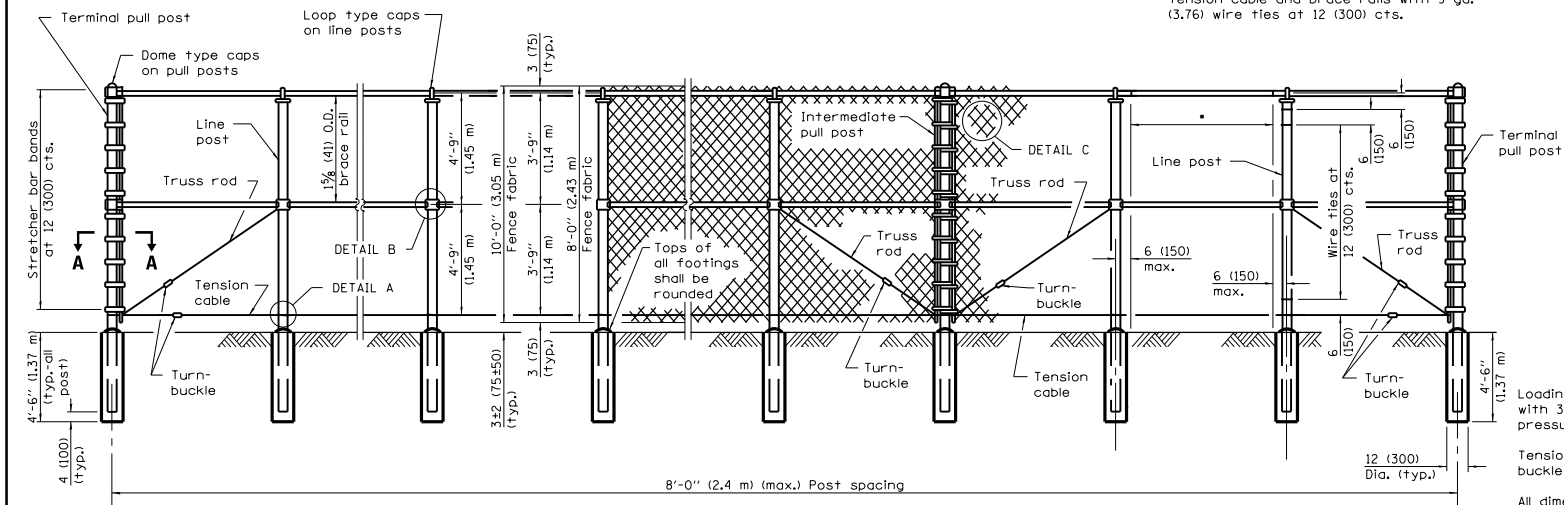 Tension cable and brace rails with 9 ga.
(3.76) wire ties at 12 (300) cts.
Terminal pull post
Loop type caps
on line posts
Dome type caps
on pull posts
3 (75)
(typ.)
Stretcher bar bands
at 12 (300) cts.
Line
post
1⅝ (41) O.D.
brace rail
4'-9"
(1.45 m)
10'-0" (3.05 m)
Fence fabric
3'-9"
(1.14 m)
8'-0" (2.43 m)
Fence fabric
Intermediate
pull post
DETAIL C
*
6
(150)
6
(150)
Line post
Wire ties at
12 (300) cts.
Terminal
pull post
Truss rod
Truss rod
A
A
DETAIL B
4'-9"
(1.45 m)
3'-9"
(1.14 m)
Tops of
all footings
shall be
rounded
Truss
rod
6 (150)
max.
6 (150)
max.
Truss
rod
Tension
cable
DETAIL A
Turn-
buckle
4'-6" (1.37 m)
(typ.-all
post)
Turn-
buckle
3±2 (75±50)
(typ.)
3 (75)
(typ.)
Turn-
buckle
Tension
cable
6
(150)
Turn-
buckle
4'-6"
(1.37 m)
4 (100)
(typ.)
12 (300)
Dia. (typ.)
8'-0" (2.4 m) (max.) Post spacing
Loadin
with 3
pressu
Tensio
buckle
All dime